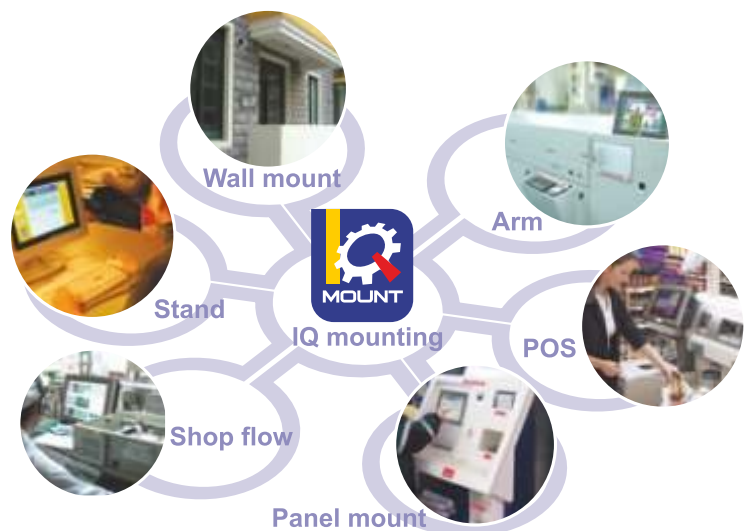 Wall mount
Arm
Stand
MOUNT
IQ mounting
POS
Shop flow
Panel mount